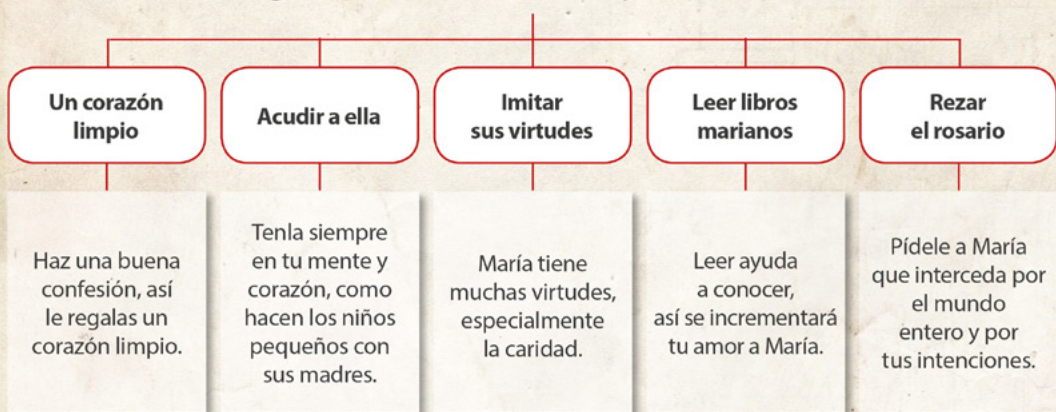 Un corazón
limpio
Acudir a ella
Imitar
sus virtudes
Leer libros
marianos
Rezar
el rosario
Haz una buena
confesión, así
le regalas un
corazón limpio.
Tenla siempre
en tu mente y
corazón, como
hacen los niños
pequeños con
sus madres.
María tiene
muchas virtudes,
especialmente
la caridad.
Leer ayuda
a conocer,
así se incrementará
tu amor a María.
Pídele a María
que interceda por
el mundo
entero y por
tus intenciones.